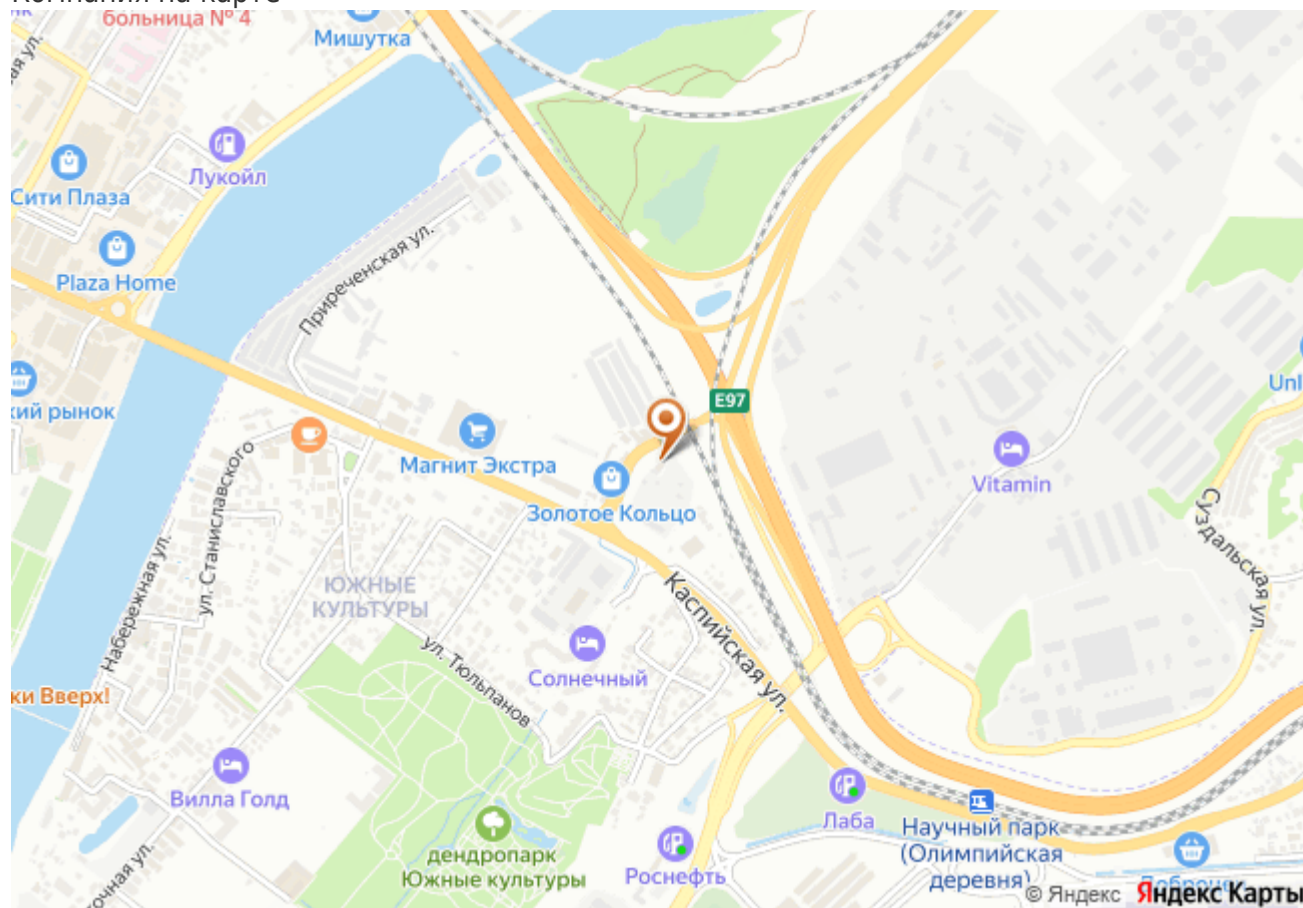 больница № 4
Мишутка
Лукойл
Сити Плаза
Plaza Home
Приреченская ул.
E97
кий рынок
Магнит Экстра
Золотое Кольцо
Vitamin
Unl
Суздальская ул.
ул. Станиславского
Набережная ул.
ЮЖНЫЕ
КУЛЬТУРЫ
ул. Тюльпанов
Солнечный
Каспийская ул.
ки Вверх!
Вилла Голд
дендропарк
Южные культуры
Роснефть
Лаба
Научный парк
(Олимпийская
деревня)
точная ул.
© Яндекс Яндекс Карты